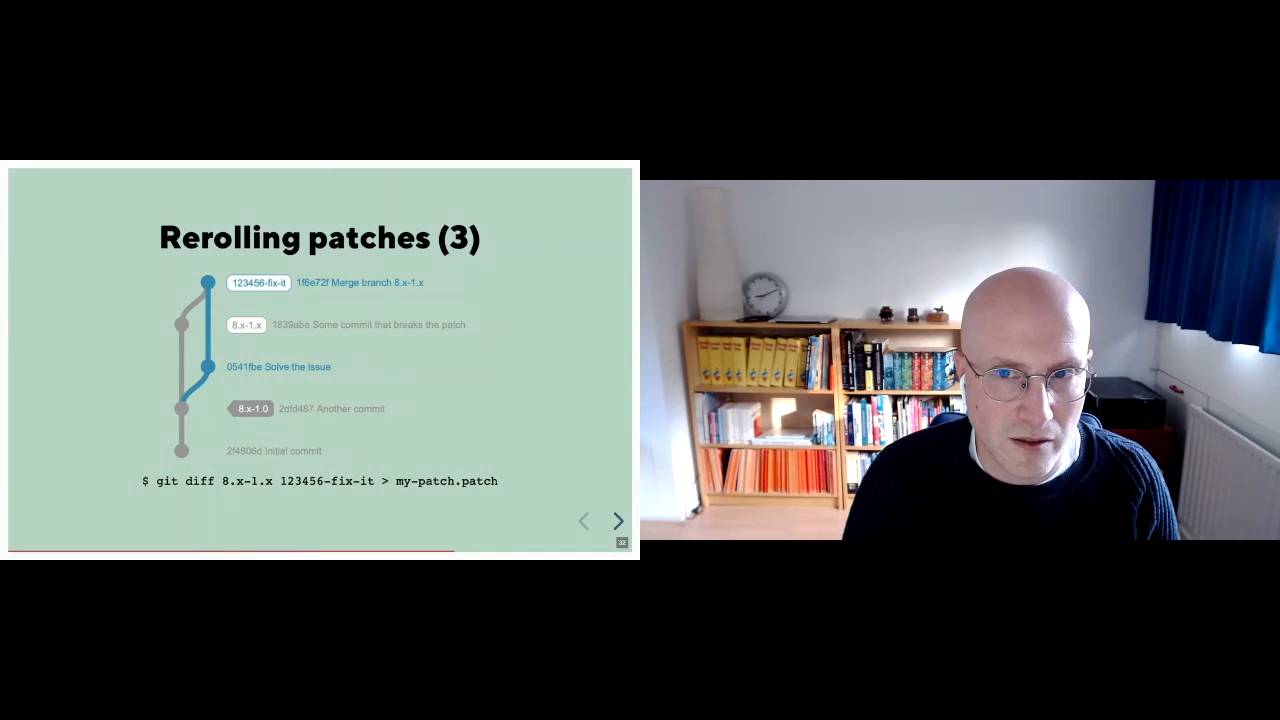 Rerolling patches (3)
123456-fix-it 1f6e72f Merge branch 8.x-1.x
8.x-1.x 1839abe Some commit that breaks the patch
0541fbe Solve the issue
8.x-1.0 2dfd487 Another commit
2f4806d Initial commit
$ git diff 8.x-1.x 123456-fix-it > my-patch.patch
32